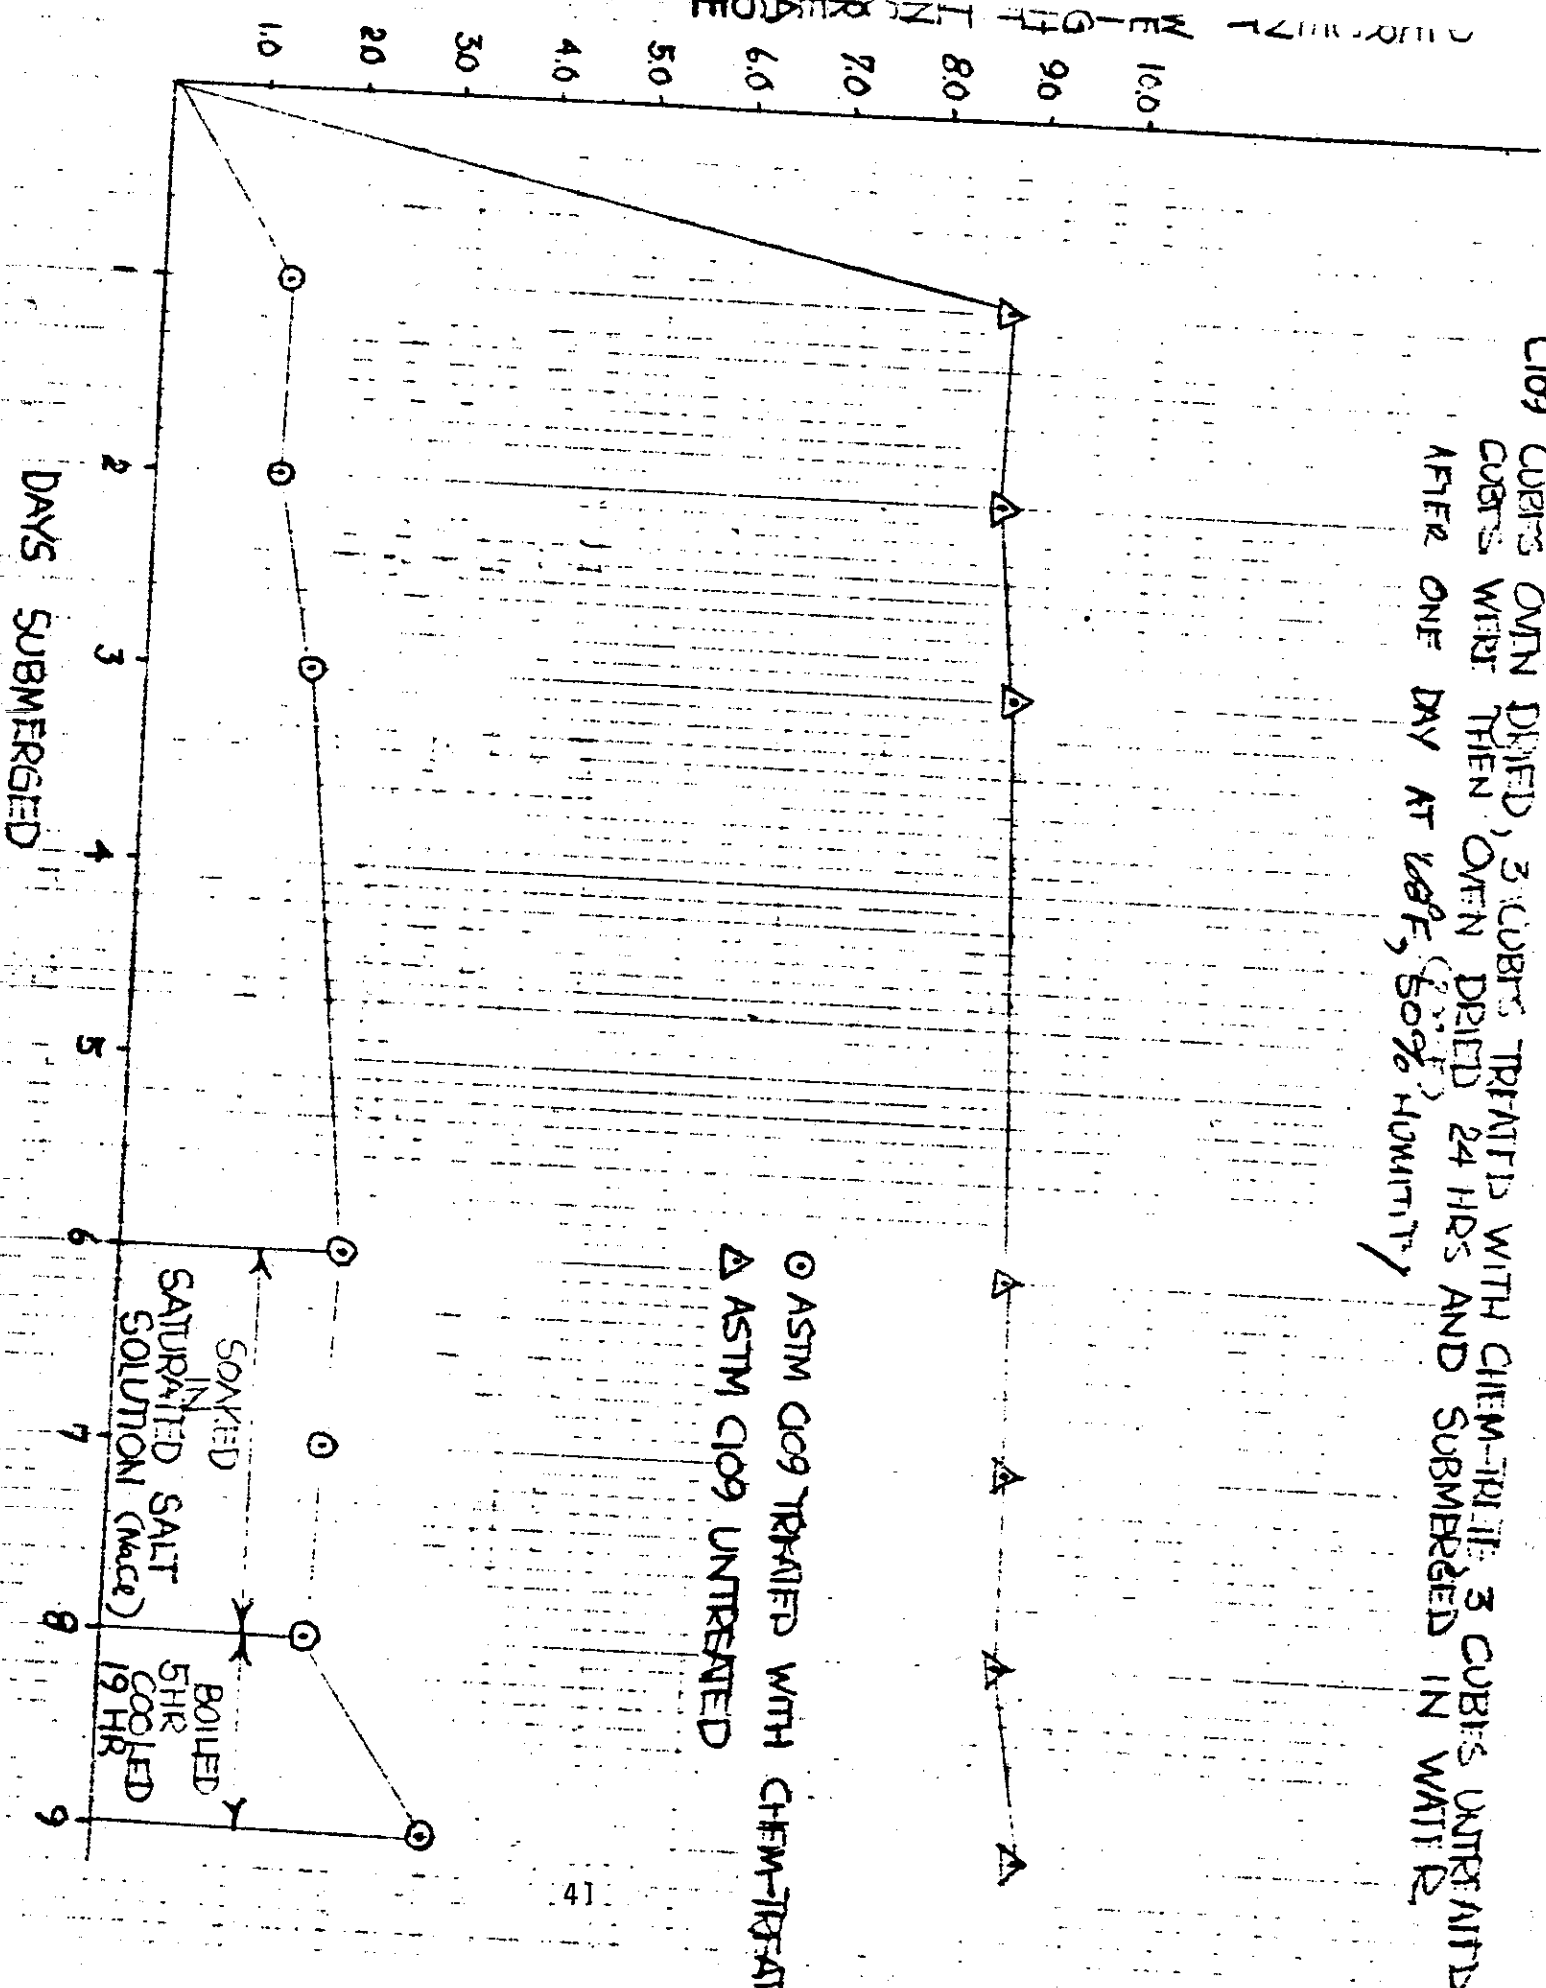 C109 CUBES OVEN DRIED, 3 CUBES TREATED WITH CHEM-TRETE, 3 CUBES UNTREATED
CUBES WERE THEN OVEN DRIED 24 HRS AND SUBMERGED IN WATER
AFTER ONE DAY AT 68°F, 50% HUMITITY
WEIGHT INCREASE
10.0
9.0
8.0
7.0
6.0
5.0
4.0
3.0
2.0
1.0
⊙ ASTM C109 TREATED WITH CHEM-TREAT
△ ASTM C109 UNTREATED
SOAKED
IN
SATURATED SALT
SOLUTION (NaCl)
BOILED
5HR
COOLED
19 HR
1 2 3 4 5 6 7 8 9
DAYS SUBMERGED
41